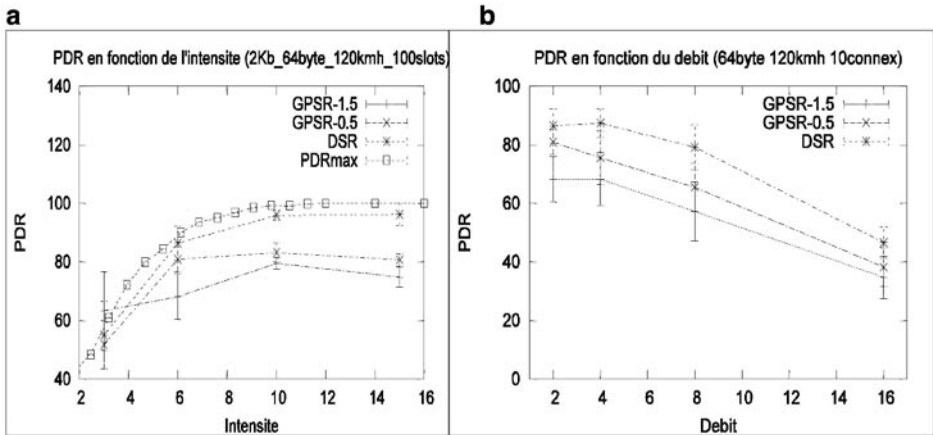 a
PDR en fonction de l'intensite (2Kb_64byte_120kmh_100slots)
140
120
100
80
60
40
PDR
GPSR-1.5
GPSR-0.5
DSR
PDRmax
2 4 6 8 10 12 14 16
Intensite
b
PDR en fonction du debit (64byte 120kmh 10connex)
100
80
60
40
20
0
PDR
GPSR-1.5
GPSR-0.5
DSR
0 2 4 6 8 10 12 14 16
Debit